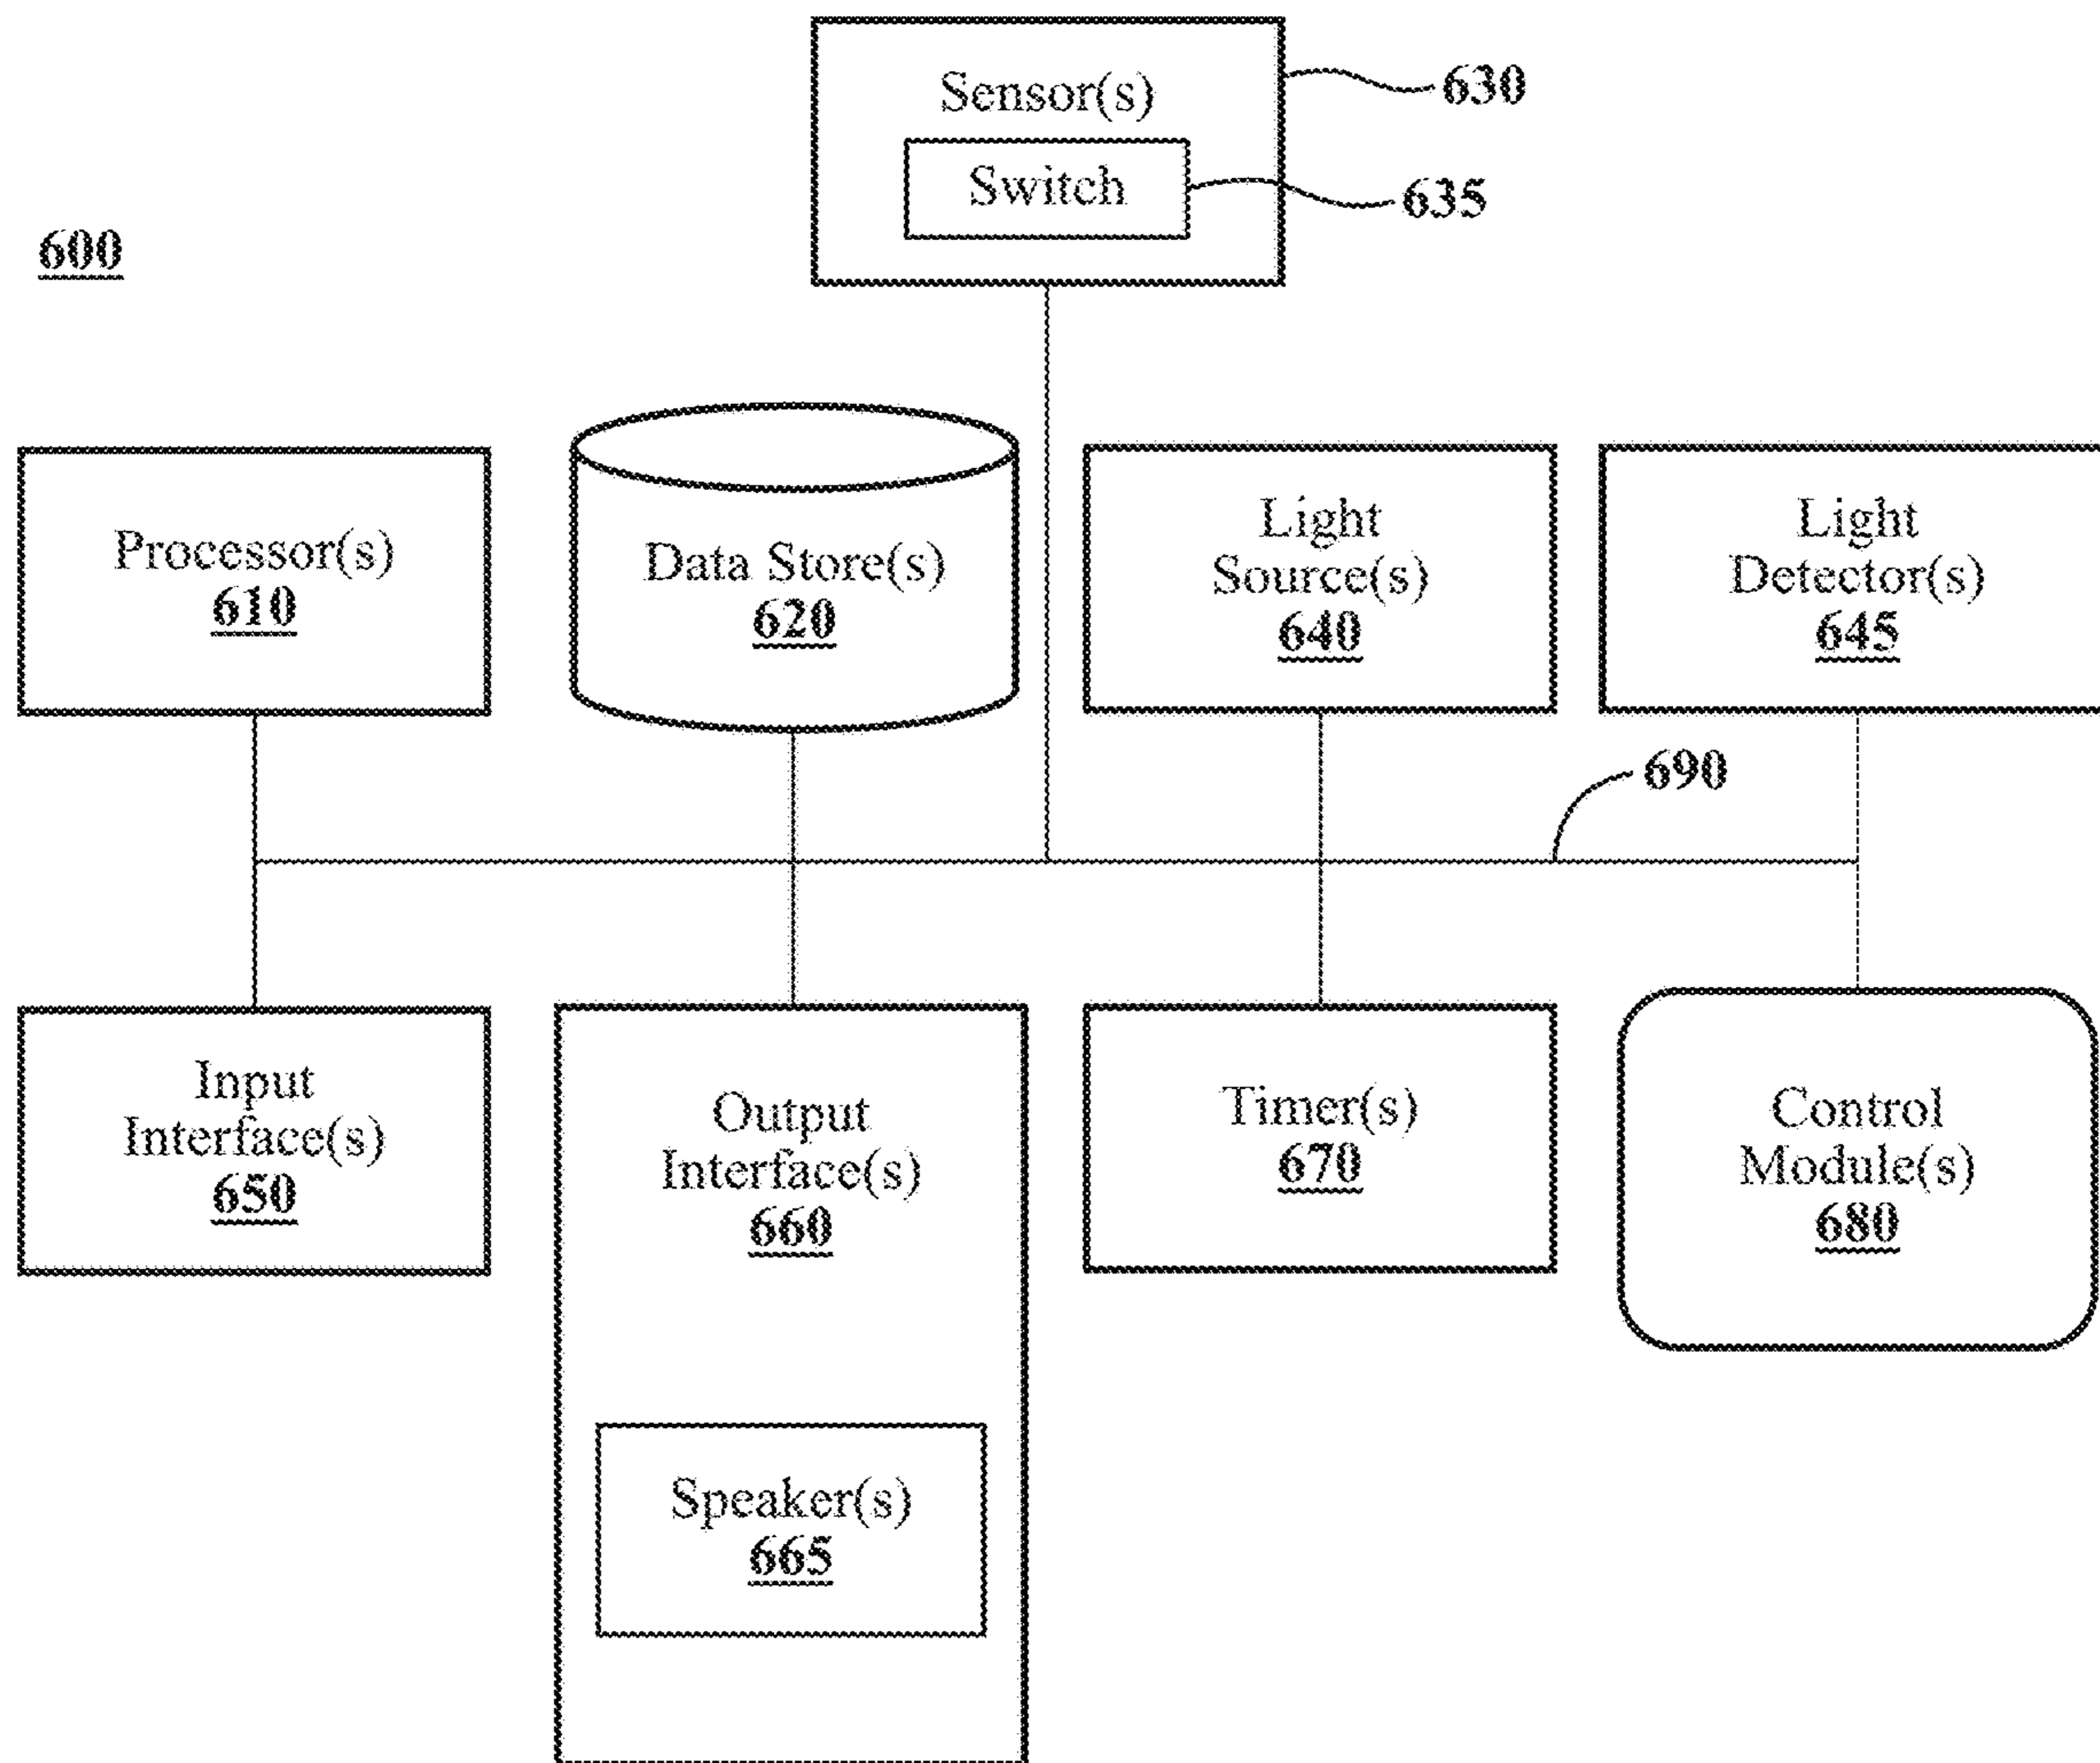 Sensor(s)
630
Switch
635
600
Processor(s)
610
Data Store(s)
620
Light
Source(s)
640
Light
Detector(s)
645
690
Input
Interface(s)
650
Output
Interface(s)
660
Timer(s)
670
Control
Module(s)
680
Speaker(s)
665